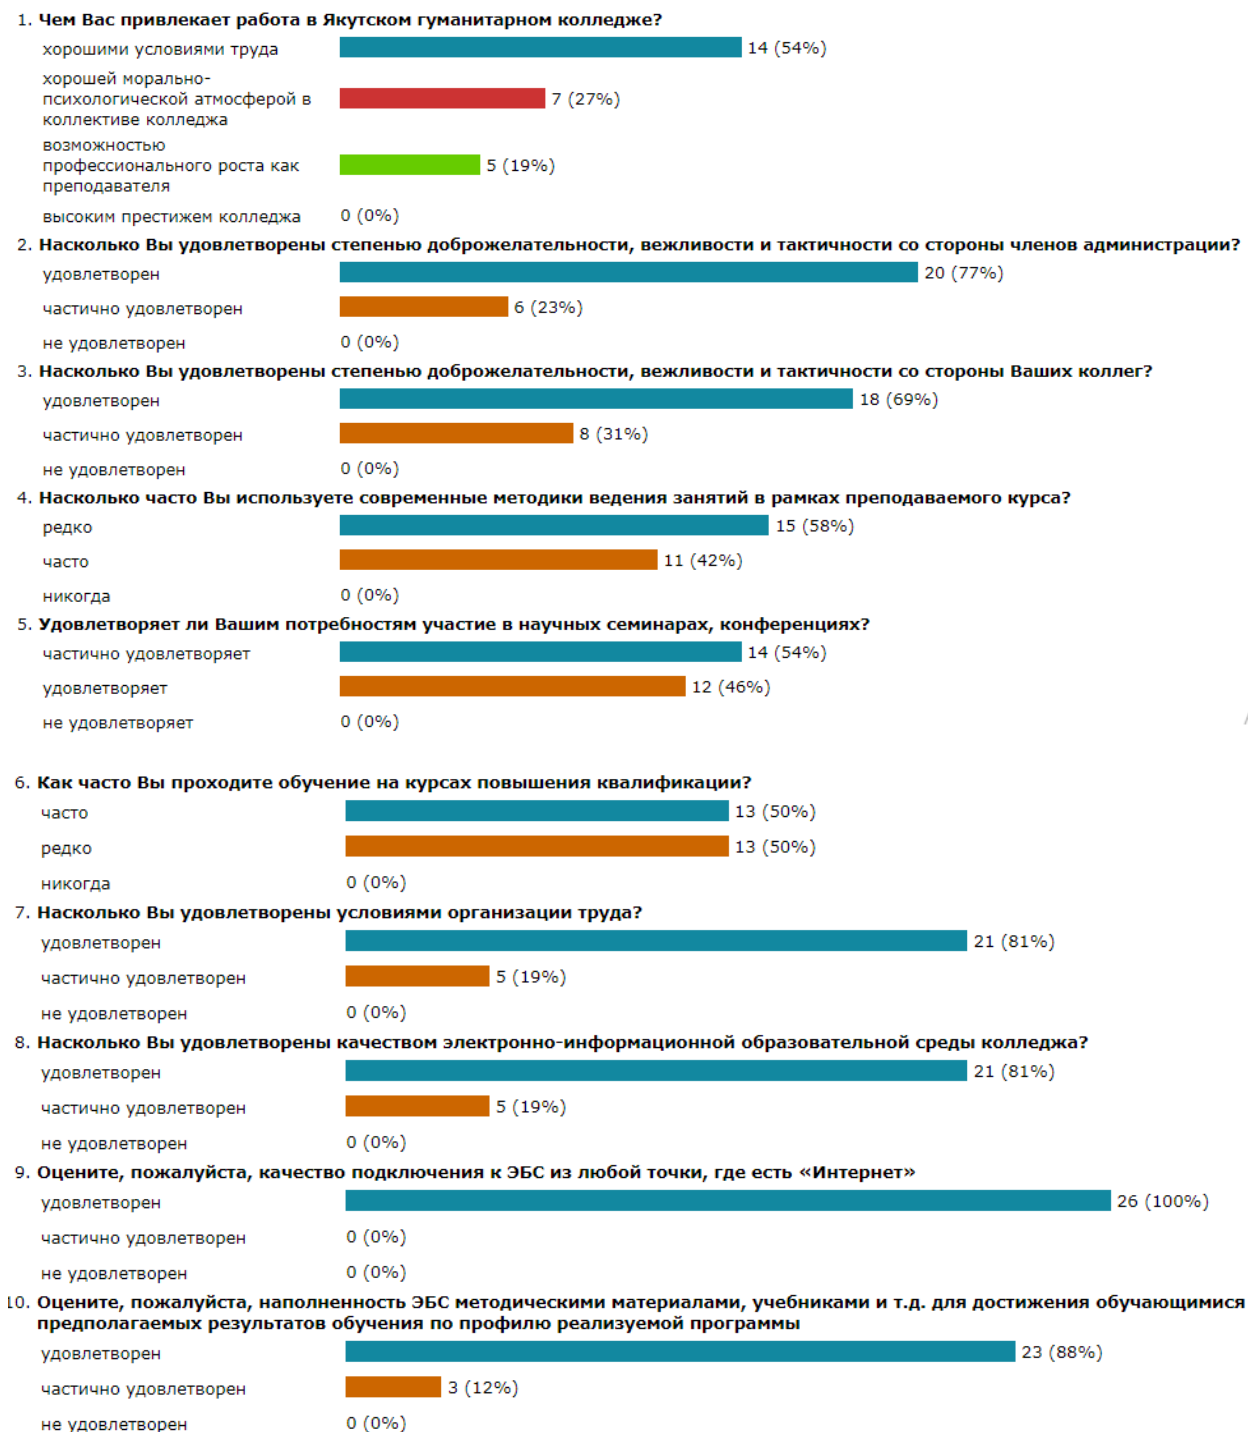 1. Чем Вас привлекает работа в Якутском гуманитарном колледже?
хорошими условиями труда 14 (54%)
хорошей морально-
психологической атмосферой в 7 (27%)
коллективе колледжа
возможностью
профессионального роста как 5 (19%)
преподавателя
высоким престижем колледжа 0 (0%)
2. Насколько Вы удовлетворены степенью доброжелательности, вежливости и тактичности со стороны членов администрации?
удовлетворен 20 (77%)
частично удовлетворен 6 (23%)
не удовлетворен 0 (0%)
3. Насколько Вы удовлетворены степенью доброжелательности, вежливости и тактичности со стороны Ваших коллег?
удовлетворен 18 (69%)
частично удовлетворен 8 (31%)
не удовлетворен 0 (0%)
4. Насколько часто Вы используете современные методики ведения занятий в рамках преподаваемого курса?
редко 15 (58%)
часто 11 (42%)
никогда 0 (0%)
5. Удовлетворяет ли Вашим потребностям участие в научных семинарах, конференциях?
частично удовлетворяет 14 (54%)
удовлетворяет 12 (46%)
не удовлетворяет 0 (0%)
6. Как часто Вы проходите обучение на курсах повышения квалификации?
часто 13 (50%)
редко 13 (50%)
никогда 0 (0%)
7. Насколько Вы удовлетворены условиями организации труда?
удовлетворен 21 (81%)
частично удовлетворен 5 (19%)
не удовлетворен 0 (0%)
8. Насколько Вы удовлетворены качеством электронно-информационной образовательной среды колледжа?
удовлетворен 21 (81%)
частично удовлетворен 5 (19%)
не удовлетворен 0 (0%)
9. Оцените, пожалуйста, качество подключения к ЭБС из любой точки, где есть «Интернет»
удовлетворен 26 (100%)
частично удовлетворен 0 (0%)
не удовлетворен 0 (0%)
10. Оцените, пожалуйста, наполненность ЭБС методическими материалами, учебниками и т.д. для достижения обучающимися
предполагаемых результатов обучения по профилю реализуемой программы
удовлетворен 23 (88%)
частично удовлетворен 3 (12%)
не удовлетворен 0 (0%)